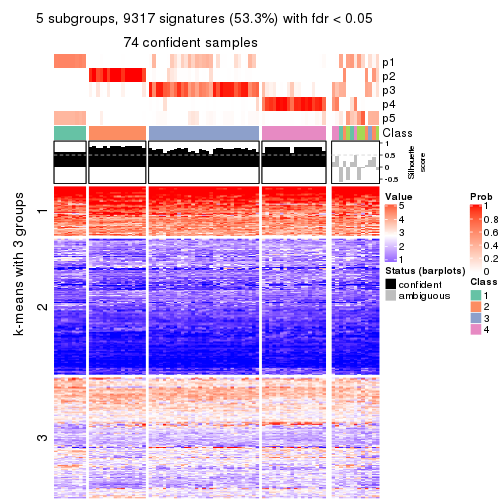 5 subgroups, 9317 signatures (53.3%) with fdr < 0.05
74 confident samples
p1
p2
p3
p4
p5
Class
1
0.5
0
-0.5
Silhouette
score
k-means with 3 groups
1
2
3
Value
5
4
3
2
1
Status (barplots)
confident
ambiguous
Prob
1
0.8
0.6
0.4
0.2
0
Class
1
2
3
4